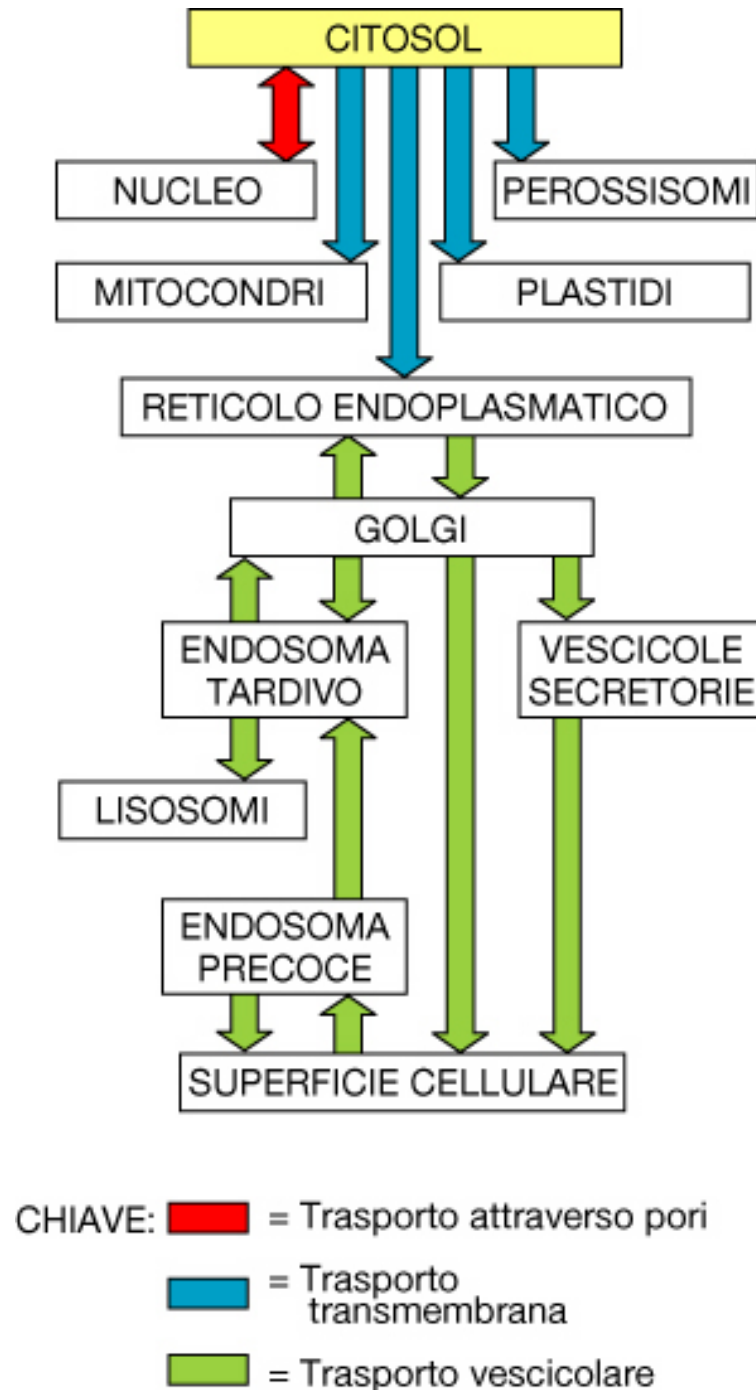 CITOSOL
NUCLEO
PEROSSISOMI
MITOCONDRI
PLASTIDI
RETICOLO ENDOPLASMATICO
GOLGI
ENDOSOMA
TARDIVO
VESCICOLE
SECRETORIE
LISOSOMI
ENDOSOMA
PRECOCE
SUPERFICIE CELLULARE
CHIAVE:
= Trasporto attraverso pori
= Trasporto
transmembrana
= Trasporto vescicolare